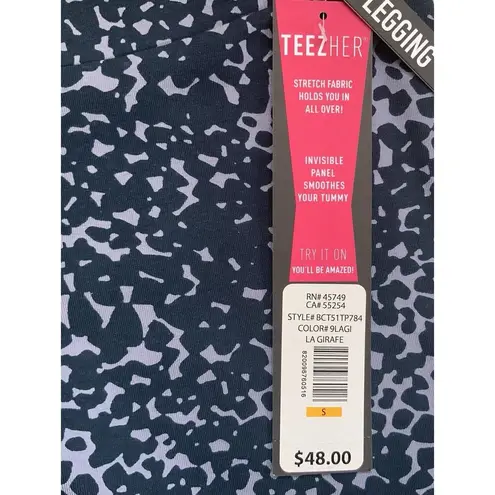 LEGGING
TEEZHER
STRETCH FABRIC
HOLDS YOU IN
ALL OVER!
INVISIBLE
PANEL
SMOOTHES
YOUR TUMMY
TRY IT ON
YOU'LL BE AMAZED!
RN# 45749
CA# 55254
STYLE# BCT51TP784
COLOR# 9LAGI
LA GIRAFE
820096760516
S
$48.00